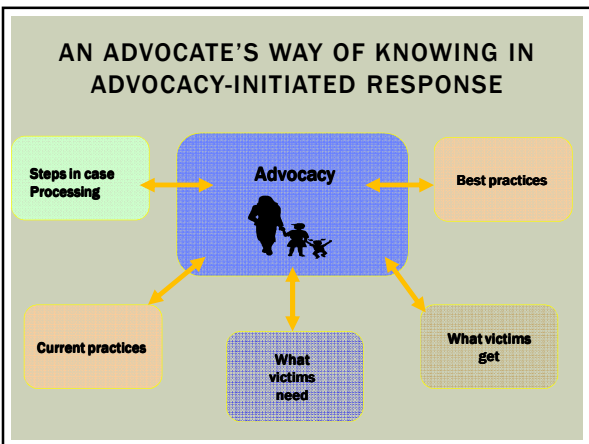 AN ADVOCATE'S WAY OF KNOWING IN
ADVOCACY-INITIATED RESPONSE
Steps in case
Processing
Advocacy
Best practices
Current practices
What
victims
need
What victims
get